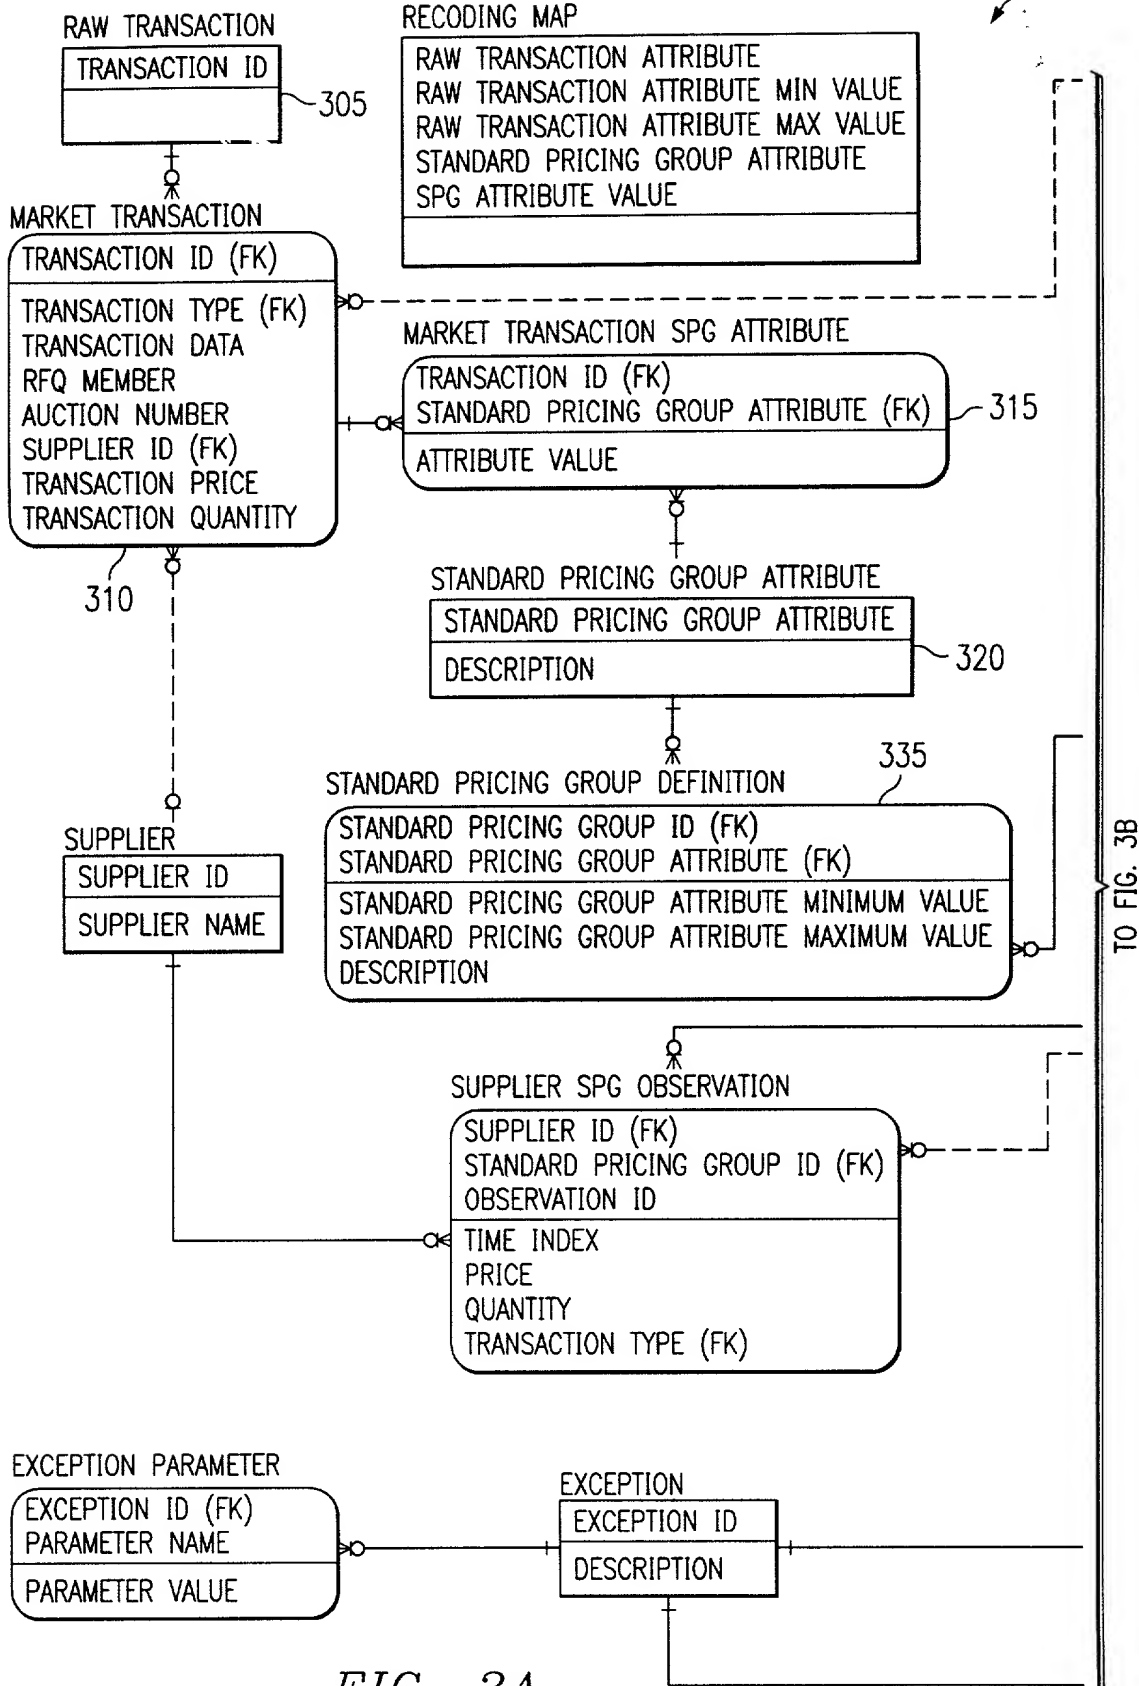 RAW TRANSACTION
TRANSACTION ID
305
RECODING MAP
RAW TRANSACTION ATTRIBUTE
RAW TRANSACTION ATTRIBUTE MIN VALUE
RAW TRANSACTION ATTRIBUTE MAX VALUE
STANDARD PRICING GROUP ATTRIBUTE
SPG ATTRIBUTE VALUE
MARKET TRANSACTION
TRANSACTION ID (FK)
TRANSACTION TYPE (FK)
TRANSACTION DATA
RFQ MEMBER
AUCTION NUMBER
SUPPLIER ID (FK)
TRANSACTION PRICE
TRANSACTION QUANTITY
310
MARKET TRANSACTION SPG ATTRIBUTE
TRANSACTION ID (FK)
STANDARD PRICING GROUP ATTRIBUTE (FK)
ATTRIBUTE VALUE
315
STANDARD PRICING GROUP ATTRIBUTE
STANDARD PRICING GROUP ATTRIBUTE
DESCRIPTION
320
335
STANDARD PRICING GROUP DEFINITION
STANDARD PRICING GROUP ID (FK)
STANDARD PRICING GROUP ATTRIBUTE (FK)
STANDARD PRICING GROUP ATTRIBUTE MINIMUM VALUE
STANDARD PRICING GROUP ATTRIBUTE MAXIMUM VALUE
DESCRIPTION
SUPPLIER
SUPPLIER ID
SUPPLIER NAME
TO FIG. 3B
SUPPLIER SPG OBSERVATION
SUPPLIER ID (FK)
STANDARD PRICING GROUP ID (FK)
OBSERVATION ID
TIME INDEX
PRICE
QUANTITY
TRANSACTION TYPE (FK)
EXCEPTION PARAMETER
EXCEPTION ID (FK)
PARAMETER NAME
PARAMETER VALUE
EXCEPTION
EXCEPTION ID
DESCRIPTION